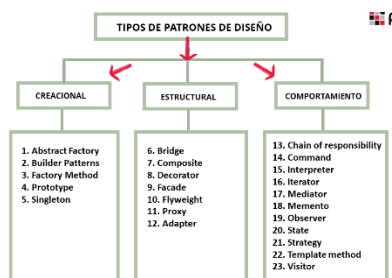 TIPOS DE PATRONES DE DISEÑO
CREACIONAL
1. Abstract Factory
2. Builder Patterns
3. Factory Method
4. Prototype
5. Singleton
ESTRUCTURAL
6. Bridge
7. Composite
8. Decorator
9. Facade
10. Flyweight
11. Proxy
12. Adapter
COMPORTAMIENTO
13. Chain of responsibility
14. Command
15. Interpreter
16. Iterator
17. Mediator
18. Memento
19. Observer
20. State
21. Strategy
22. Template method
23. Visitor